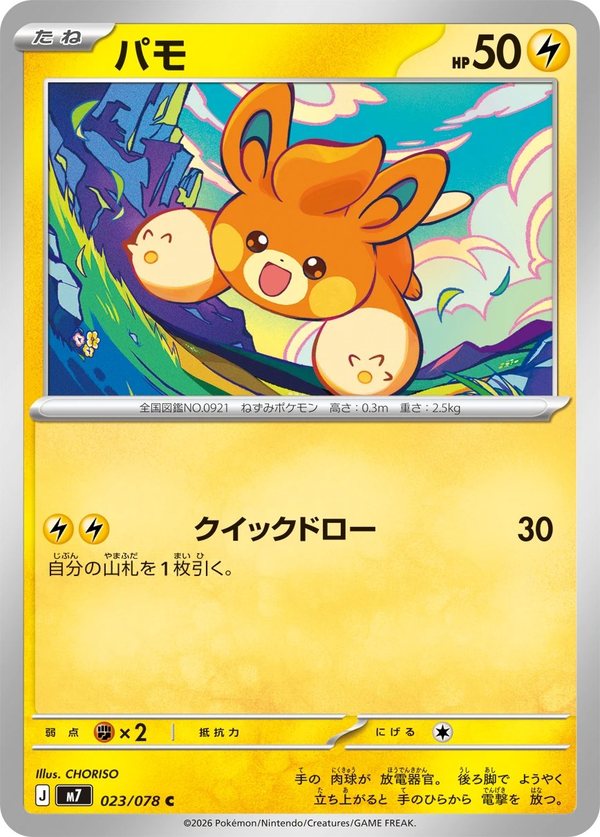 たね パモ HP50
全国図鑑NO.0921 ねずみポケモン 高さ:0.3m 重さ:2.5kg
クイックドロー 30
じぶん やまふだ まい ひ
自分の山札を1枚引く。
弱点 ×2 抵抗力 にげる
Illus. CHORISO
J M7 023/078 C
て にくきゅう ほうでんきかん うし あし
手の 肉球が 放電器官。 後ろ脚で ようやく
た あ て でんげき はな
立ち上がると 手のひらから 電撃を 放つ。
©2026 Pokémon/Nintendo/Creatures/GAME FREAK.